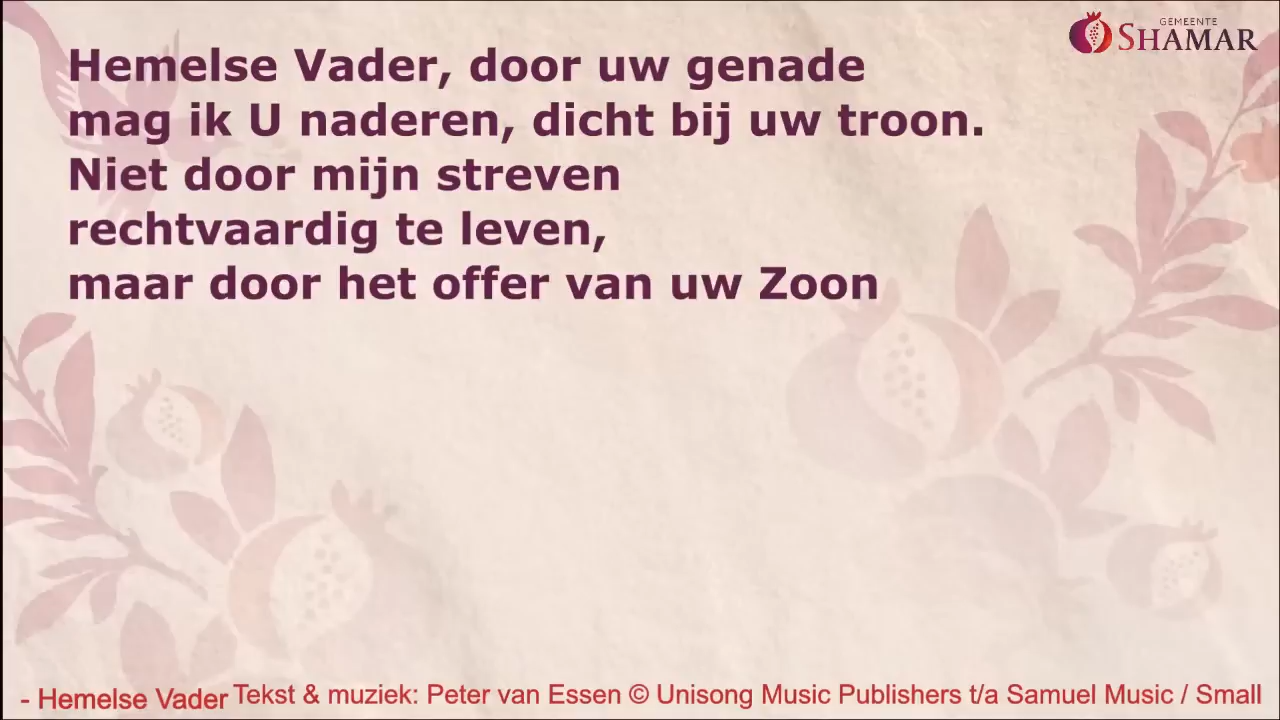 GEMEENTE
SHAMAR
Hemelse Vader, door uw genade
mag ik U naderen, dicht bij uw troon.
Niet door mijn streven
rechtvaardig te leven,
maar door het offer van uw Zoon
- Hemelse Vader Tekst & muziek: Peter van Essen © Unisong Music Publishers t/a Samuel Music / Small